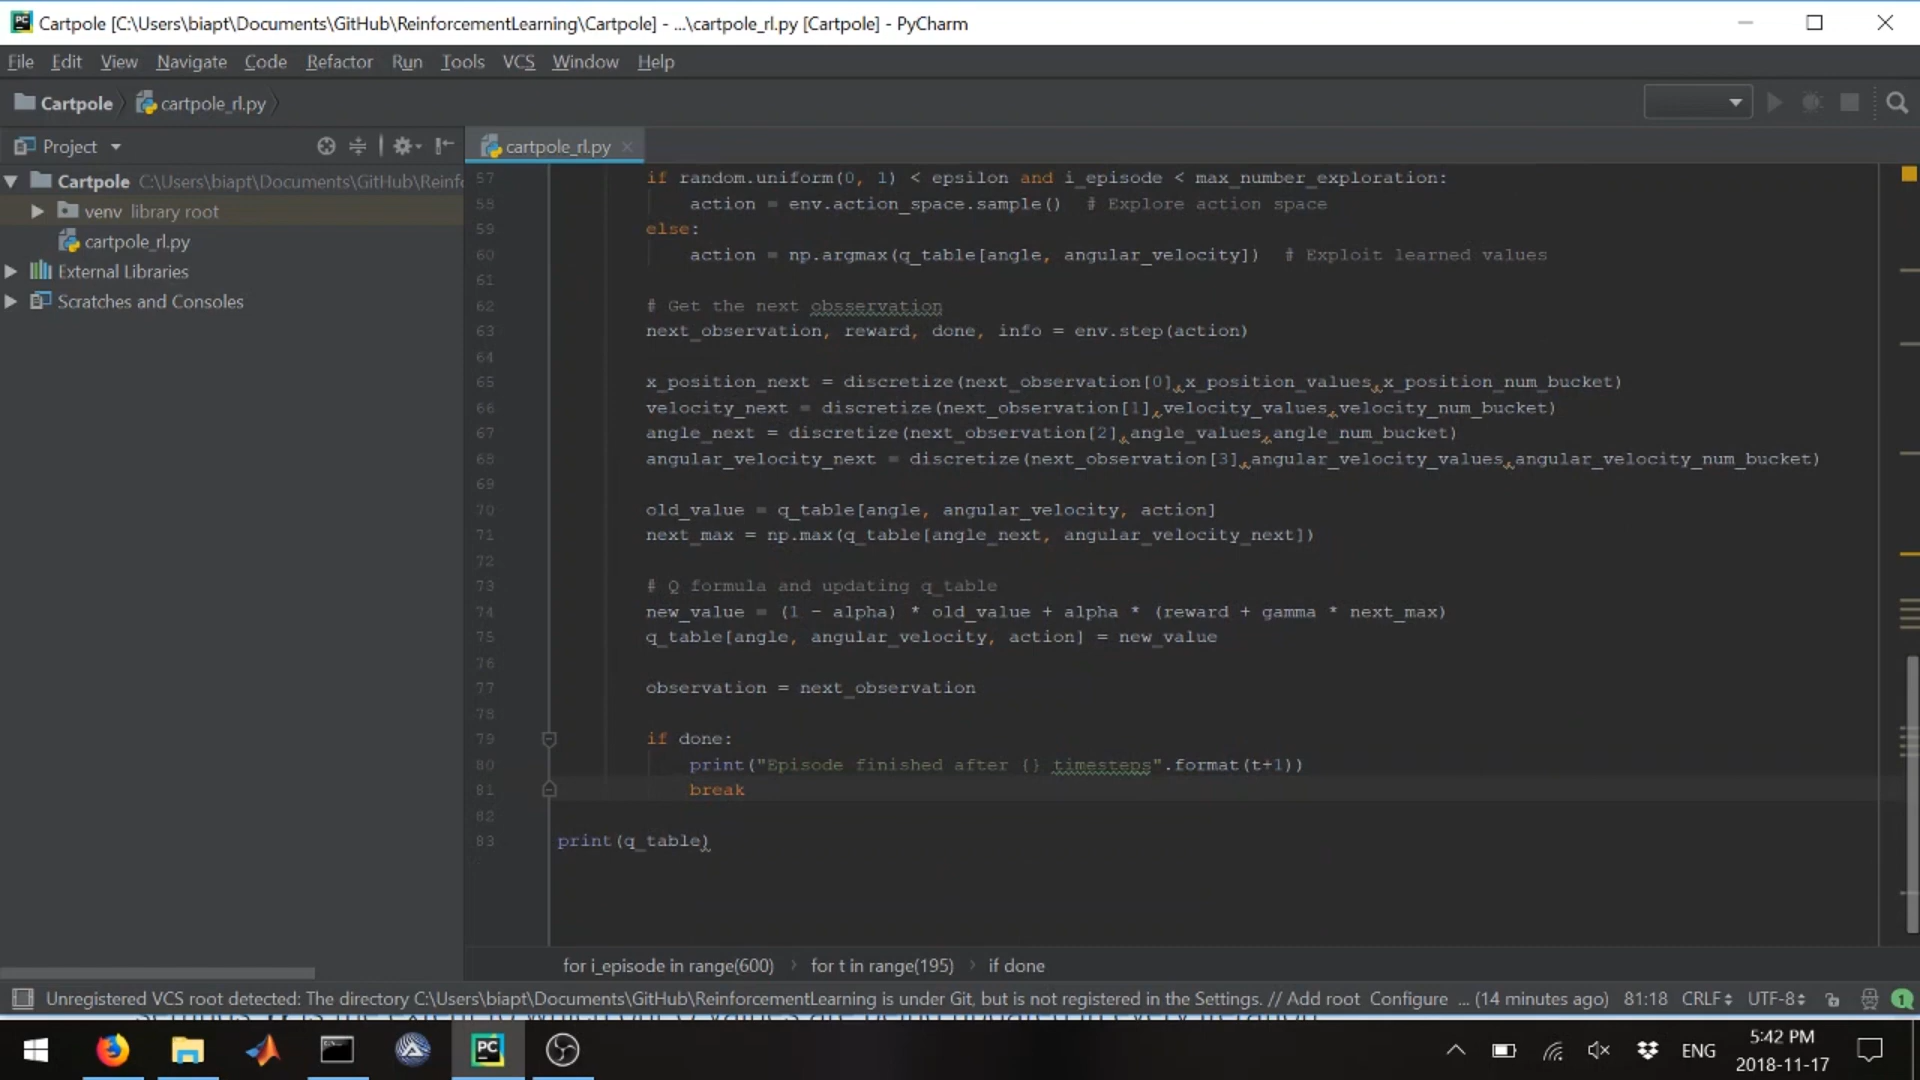 Cartpole [C:\Users\biapt\Documents\GitHub\ReinforcementLearning\Cartpole] - ...\cartpole_rl.py [Cartpole] - PyCharm
File Edit View Navigate Code Refactor Run Tools VCS Window Help
Cartpole cartpole_rl.py
Project
cartpole_rl.py
Cartpole C:\Users\biapt\Documents\GitHub\Reinf
venv library root
cartpole_rl.py
External Libraries
Scratches and Consoles
57 if random.uniform(0, 1) < epsilon and i_episode < max_number_exploration:
58 action = env.action_space.sample() # Explore action space
59 else:
60 action = np.argmax(q_table[angle, angular_velocity]) # Exploit learned values
61
62 # Get the next obsservation
63 next_observation, reward, done, info = env.step(action)
64
65 x_position_next = discretize(next_observation[0],x_position_values,x_position_num_bucket)
66 velocity_next = discretize(next_observation[1],velocity_values,velocity_num_bucket)
67 angle_next = discretize(next_observation[2],angle_values,angle_num_bucket)
68 angular_velocity_next = discretize(next_observation[3],angular_velocity_values,angular_velocity_num_bucket)
69
70 old_value = q_table[angle, angular_velocity, action]
71 next_max = np.max(q_table[angle_next, angular_velocity_next])
72
73 # Q formula and updating q_table
74 new_value = (1 - alpha) * old_value + alpha * (reward + gamma * next_max)
75 q_table[angle, angular_velocity, action] = new_value
76
77 observation = next_observation
78
79 if done:
80 print("Episode finished after {} timesteps".format(t+1))
81 break
82
83 print(q_table)
for i_episode in range(600) for t in range(195) if done
Unregistered VCS root detected: The directory C:\Users\biapt\Documents\GitHub\ReinforcementLearning is under Git, but is not registered in the Settings. // Add root Configure ... (14 minutes ago) 81:18 CRLF UTF-8 1
ENG
5:42 PM
2018-11-17